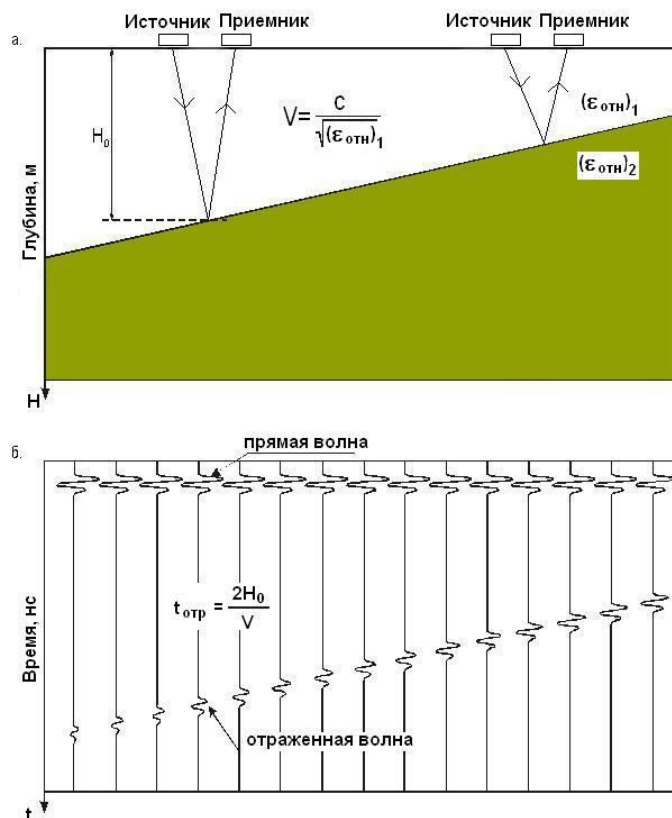 а.
Источник Приемник
Источник Приемник
H₀
V= C / √(εотн)₁
(εотн)₁
(εотн)₂
Глубина, м
H
б.
прямая волна
tотр = 2H₀ / V
Время, нс
отраженная волна
t